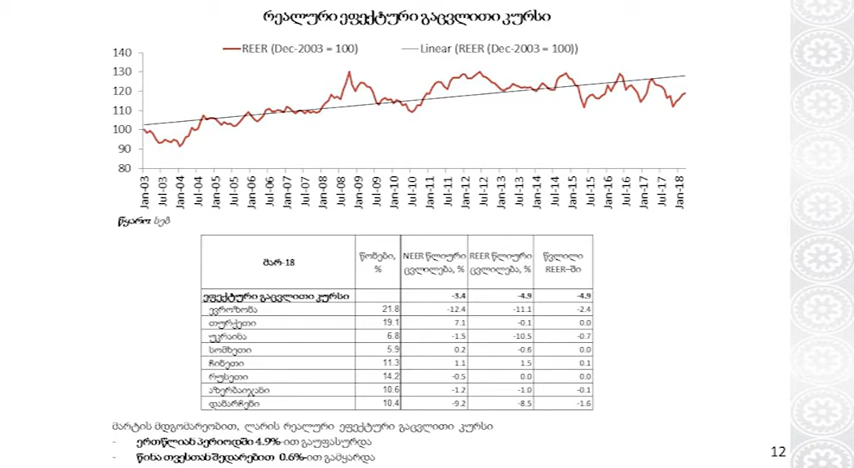 რეალური ეფექტური გაცვლითი კურსი
REER (Dec-2003 = 100) Linear (REER (Dec-2003 = 100))
140
130
120
110
100
90
80
Jan-03 Jul-03 Jan-04 Jul-04 Jan-05 Jul-05 Jan-06 Jul-06 Jan-07 Jul-07 Jan-08 Jul-08 Jan-09 Jul-09 Jan-10 Jul-10 Jan-11 Jul-11 Jan-12 Jul-12 Jan-13 Jul-13 Jan-14 Jul-14 Jan-15 Jul-15 Jan-16 Jul-16 Jan-17 Jul-17 Jan-18
წყარო: სებ
მარ-18 წონები, % NEER წლიური ცვლილება, % REER წლიური ცვლილება, % წვლილი REER-ში
ეფექტური გაცვლითი კურსი -3.4 -4.9 -4.9
ევროზონა 21.8 -12.4 -11.1 -2.4
თურქეთი 19.1 7.1 -0.1 0.0
უკრაინა 6.8 -1.5 -10.5 -0.7
სომხეთი 5.9 0.2 -0.6 0.0
ჩინეთი 11.3 1.1 1.5 0.1
რუსეთი 14.2 -0.5 0.0 0.0
აზერბაიჯანი 10.6 -1.2 -1.0 -0.1
დანარჩენი 10.4 -9.2 -8.5 -1.6
მარტის მდგომარეობით, ლარის რეალური ეფექტური გაცვლითი კურსი
- ერთწლიან პერიოდში 4.9%-ით გაუფასურდა
- წინა თვესთან შედარებით 0.6%-ით გამყარდა
12